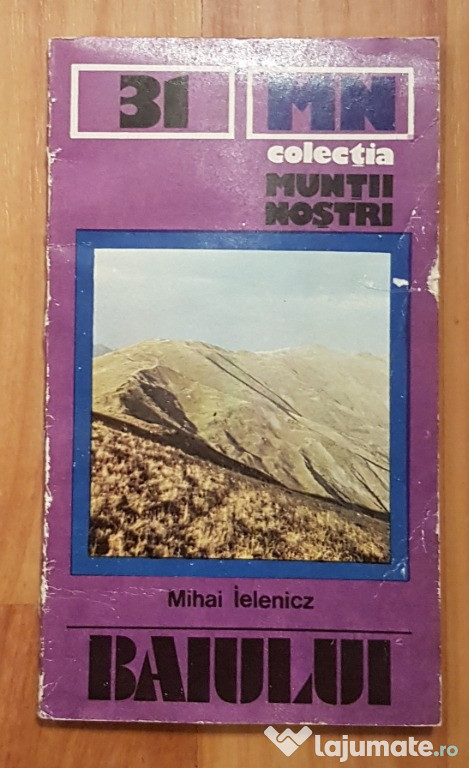 31
MN
colecția
MUNȚII
NOȘTRI
Mihai Ielenicz
BAIULUI
lajumate.ro